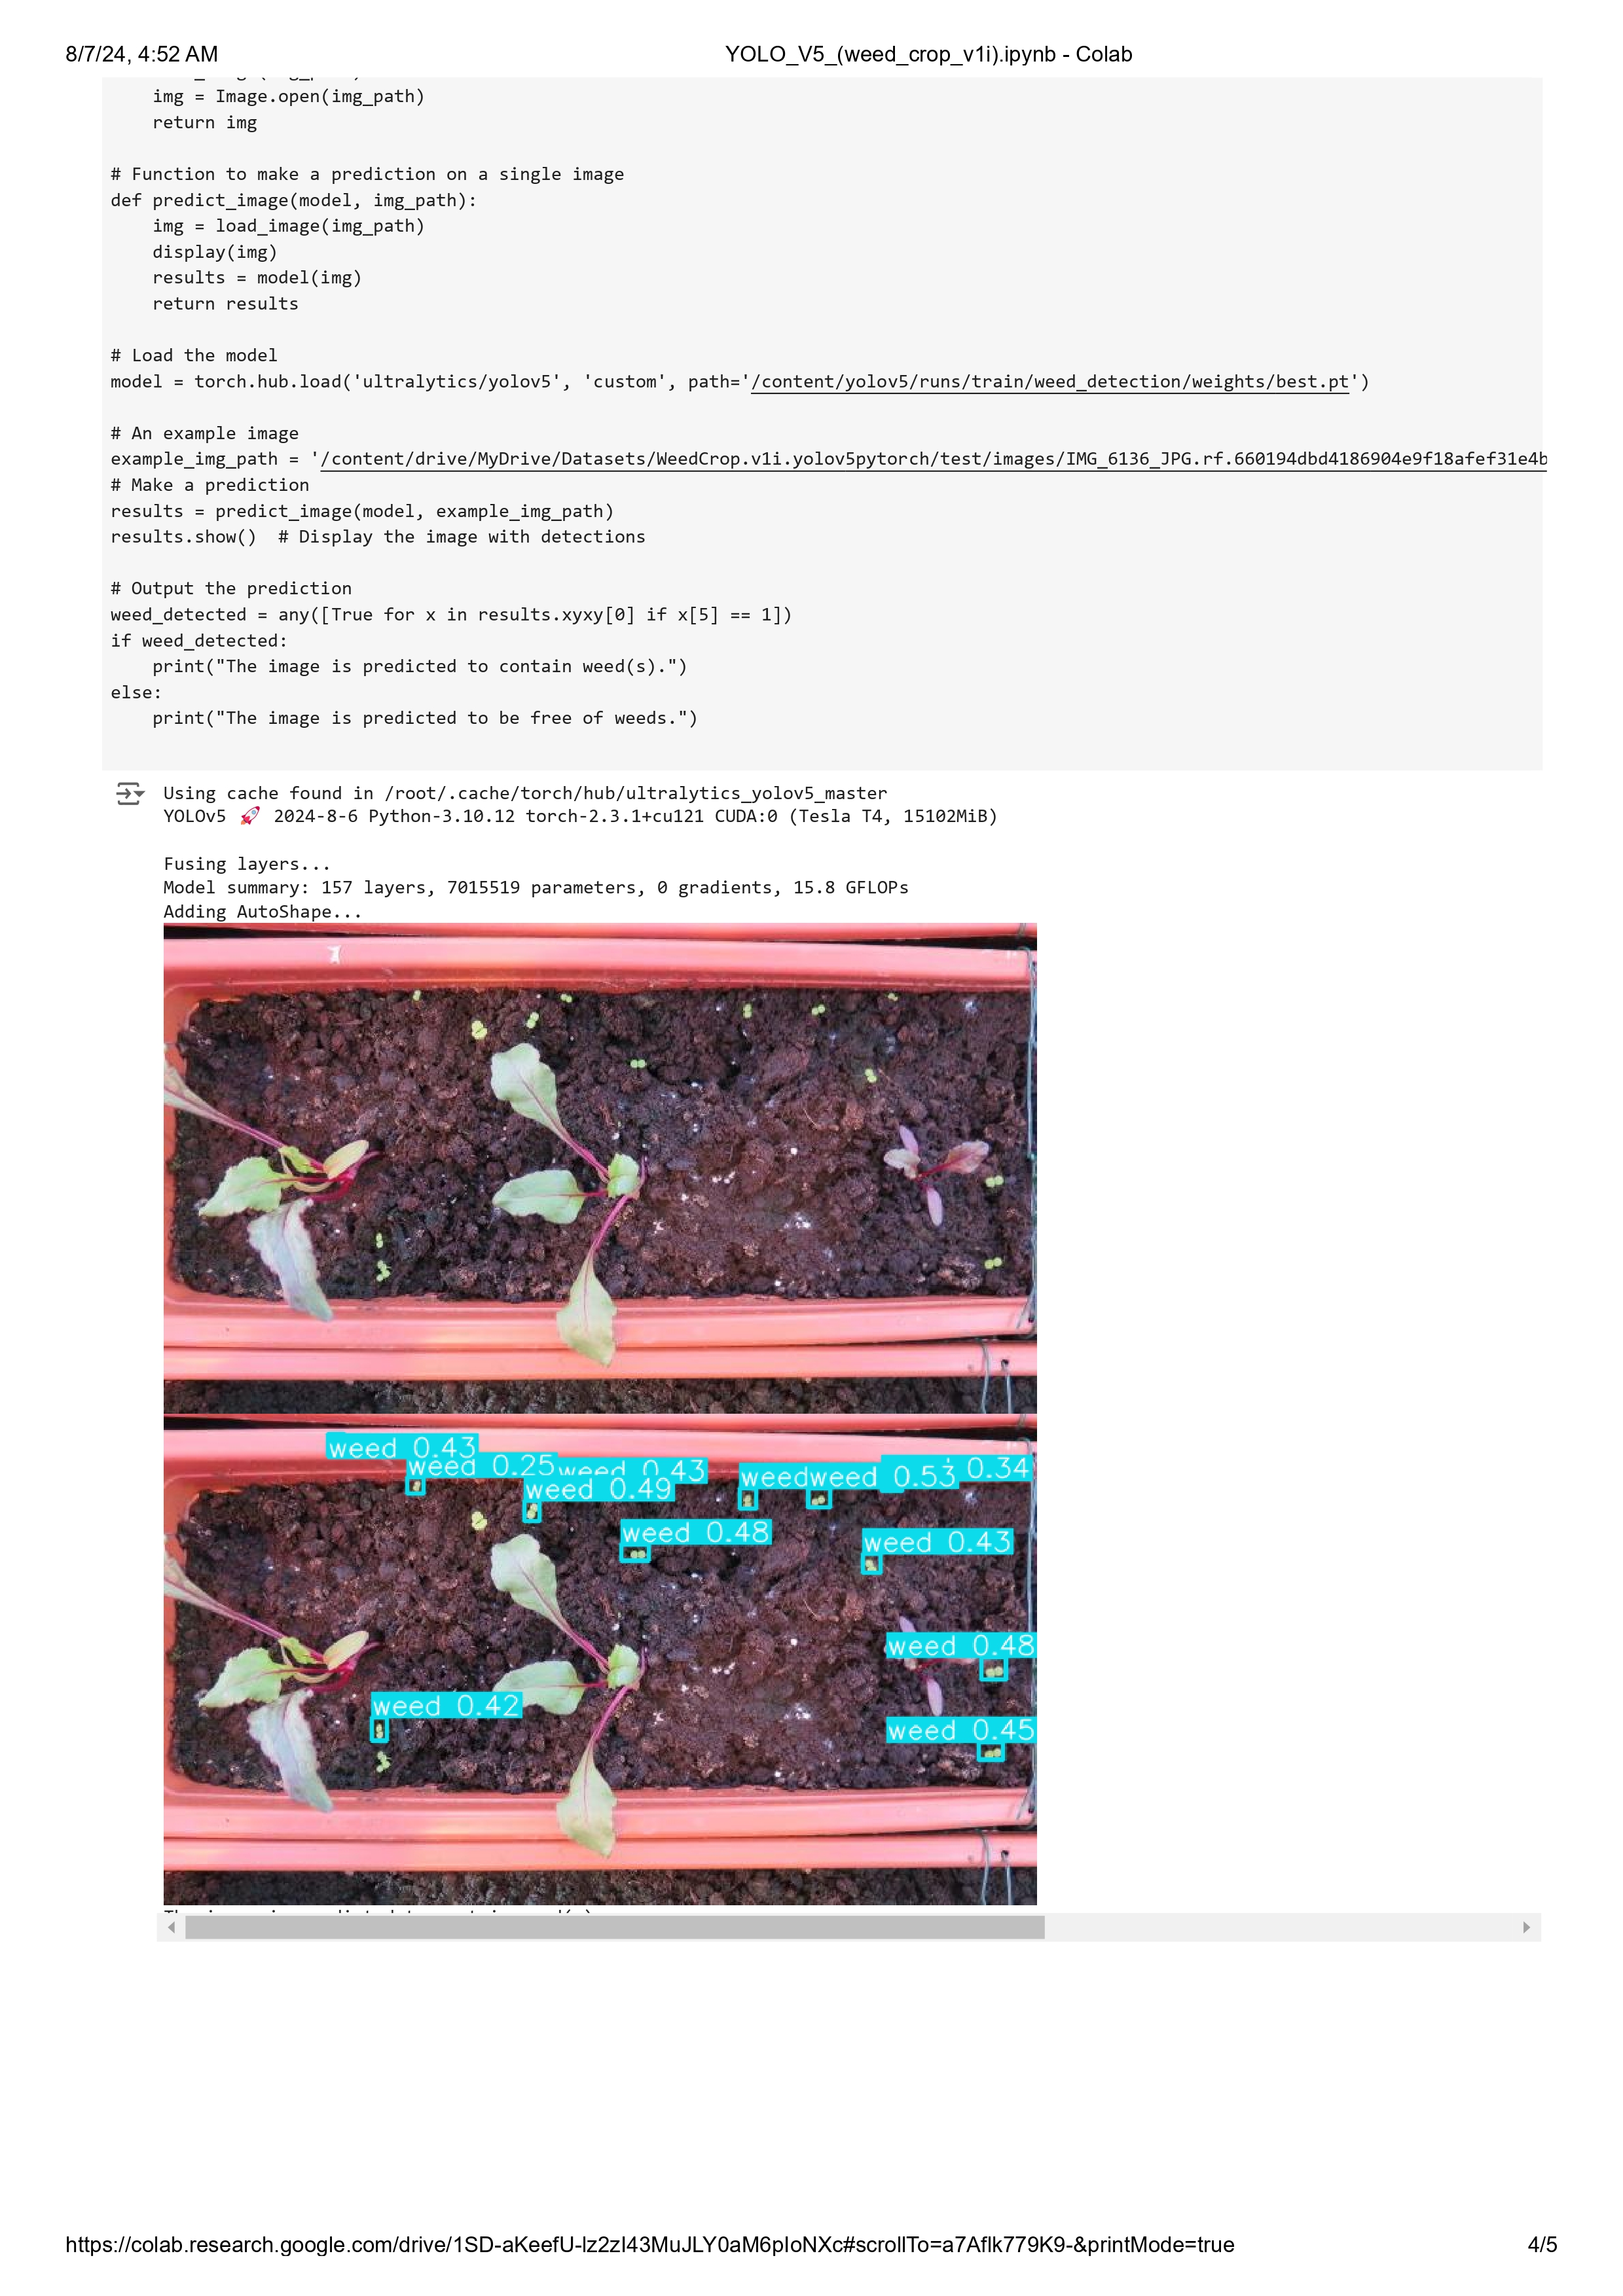 8/7/24, 4:52 AM
YOLO_V5_(weed_crop_v1i).ipynb - Colab
img = Image.open(img_path)
return img
# Function to make a prediction on a single image
def predict_image(model, img_path):
img = load_image(img_path)
display(img)
results = model(img)
return results
# Load the model
model = torch.hub.load('ultralytics/yolov5', 'custom', path='/content/yolov5/runs/train/weed_detection/weights/best.pt')
# An example image
example_img_path = '/content/drive/MyDrive/Datasets/WeedCrop.v1i.yolov5pytorch/test/images/IMG_6136_JPG.rf.660194dbd4186904e9f18afef31e4b
# Make a prediction
results = predict_image(model, example_img_path)
results.show()  # Display the image with detections
# Output the prediction
weed_detected = any([True for x in results.xyxy[0] if x[5] == 1])
if weed_detected:
print("The image is predicted to contain weed(s).")
else:
print("The image is predicted to be free of weeds.")
Using cache found in /root/.cache/torch/hub/ultralytics_yolov5_master
YOLOv5 🚀 2024-8-6 Python-3.10.12 torch-2.3.1+cu121 CUDA:0 (Tesla T4, 15102MiB)
Fusing layers...
Model summary: 157 layers, 7015519 parameters, 0 gradients, 15.8 GFLOPs
Adding AutoShape...
weed 0.43
weed 0.25
weed 0.43
weed
weed 0.53
0.34
weed 0.49
weed 0.48
weed 0.43
weed 0.48
weed 0.42
weed 0.45
https://colab.research.google.com/drive/1SD-aKeefU-lz2zI43MuJLY0aM6pIoNXc#scrollTo=a7Aflk779K9-&printMode=true
4/5